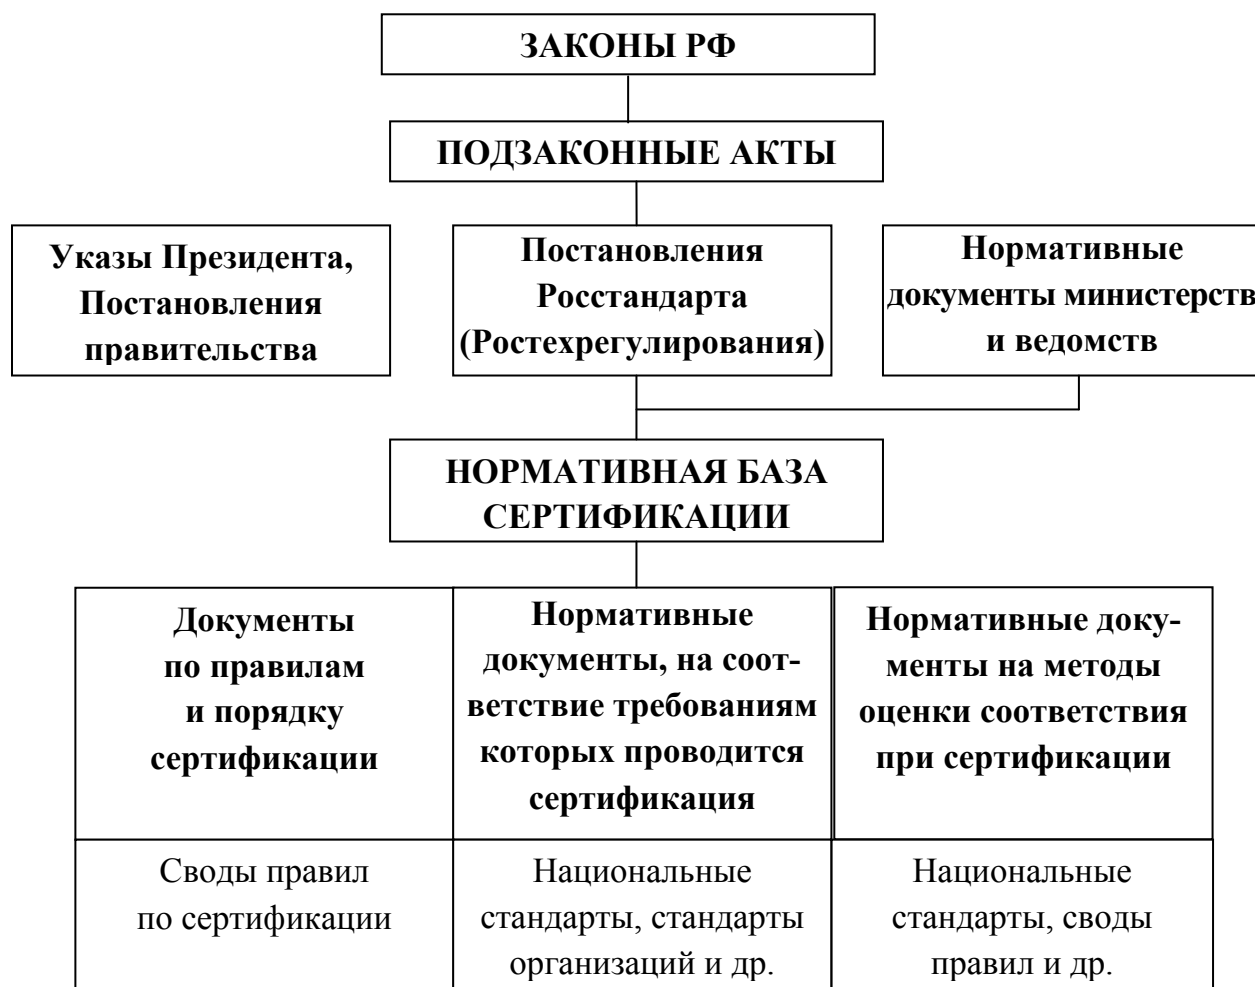 ЗАКОНЫ РФ
ПОДЗАКОННЫЕ АКТЫ
Указы Президента,
Постановления
правительства
Постановления
Росстандарта
(Ростехрегулирования)
Нормативные
документы министерств
и ведомств
НОРМАТИВНАЯ БАЗА
СЕРТИФИКАЦИИ
Документы
по правилам
и порядку
сертификации
Нормативные
документы, на соот-
ветствие требованиям
которых проводится
сертификация
Нормативные доку-
менты на методы
оценки соответствия
при сертификации
Своды правил
по сертификации
Национальные
стандарты, стандарты
организаций и др.
Национальные
стандарты, своды
правил и др.